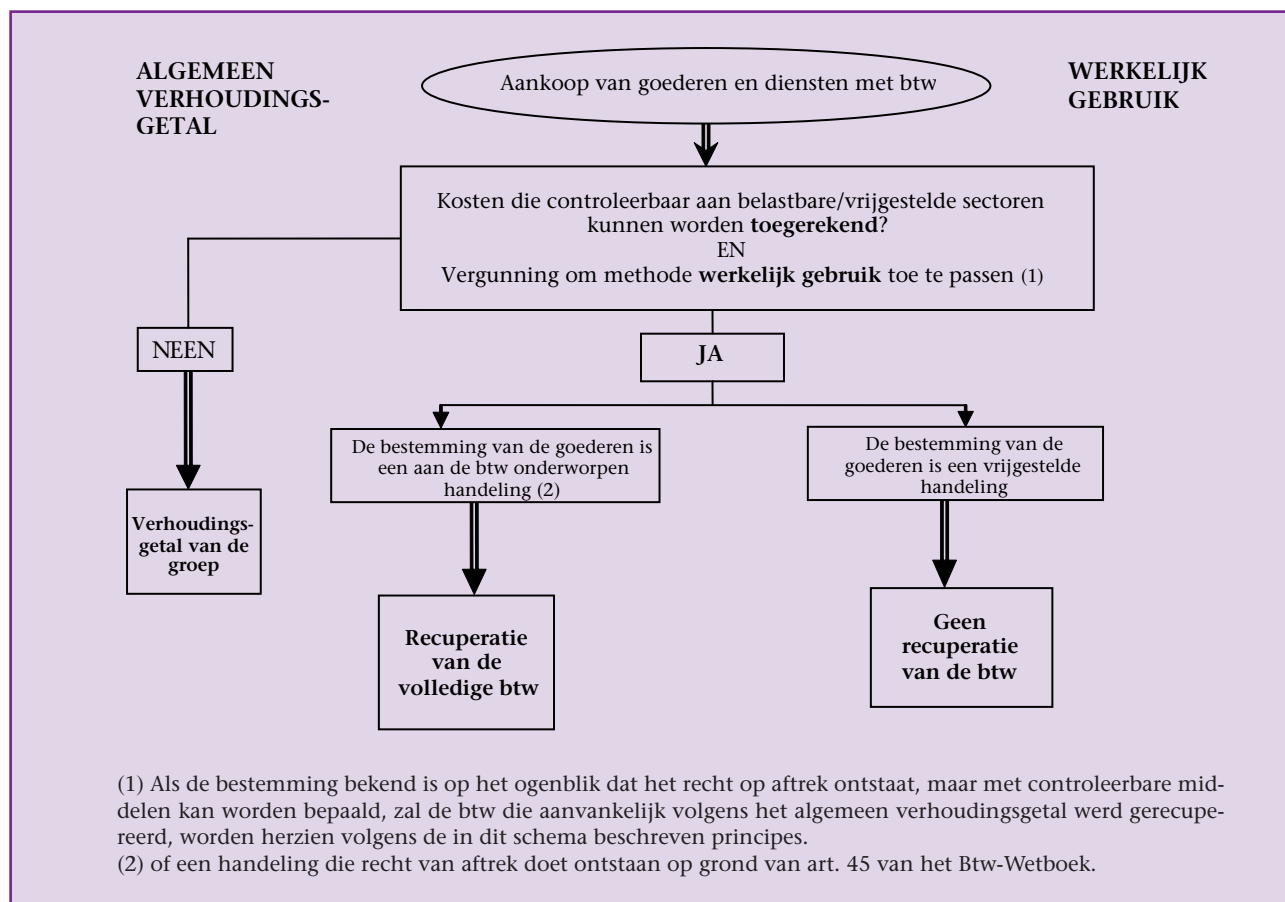 ALGEMEEN
VERHOUDINGS-
GETAL
Aankoop van goederen en diensten met btw
WERKELIJK
GEBRUIK
Kosten die controleerbaar aan belastbare/vrijgestelde sectoren
kunnen worden toegerekend?
EN
Vergunning om methode werkelijk gebruik toe te passen (1)
NEEN
JA
De bestemming van de goederen is
een aan de btw onderworpen
handeling (2)
De bestemming van de
goederen is een vrijgestelde
handeling
Verhoudings-
getal van de
groep
Recuperatie
van de
volledige btw
Geen
recuperatie
van de btw
(1) Als de bestemming bekend is op het ogenblik dat het recht op aftrek ontstaat, maar met controleerbare mid-
delen kan worden bepaald, zal de btw die aanvankelijk volgens het algemeen verhoudingsgetal werd gerecupe-
reerd, worden herzien volgens de in dit schema beschreven principes.
(2) of een handeling die recht van aftrek doet ontstaan op grond van art. 45 van het Btw-Wetboek.